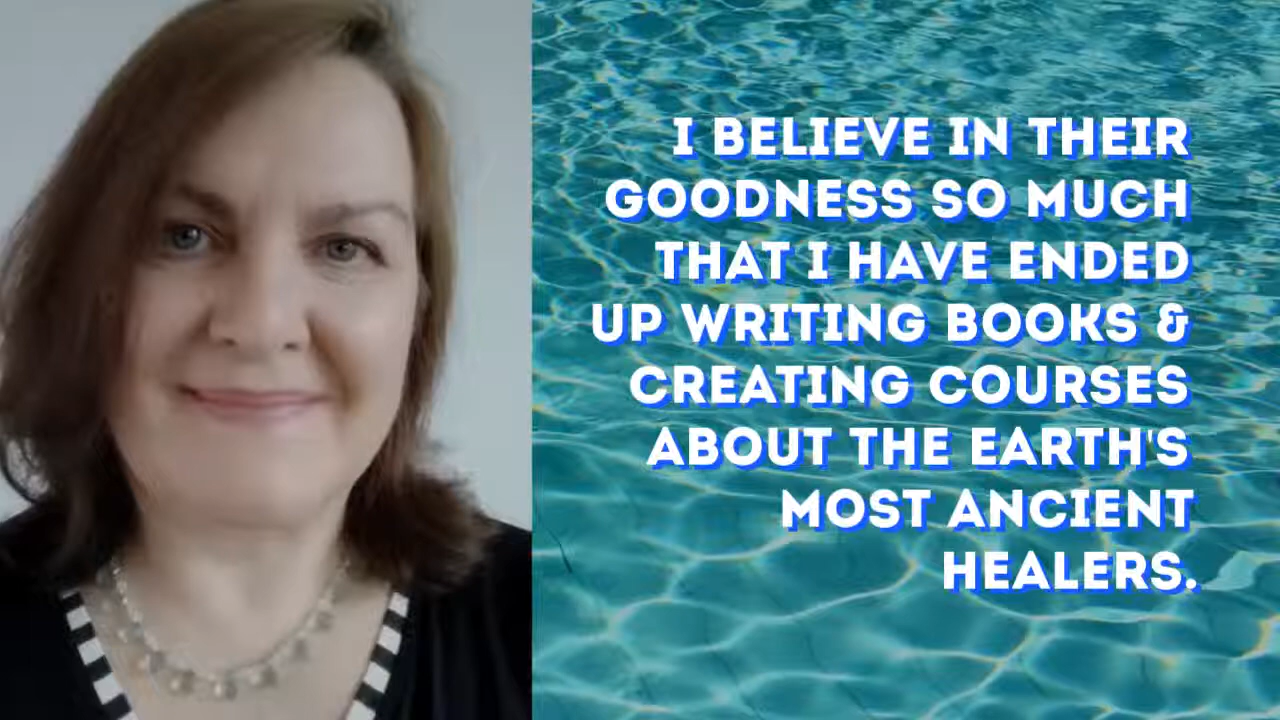 I BELIEVE IN THEIR
GOODNESS SO MUCH
THAT I HAVE ENDED
UP WRITING BOOKS &
CREATING COURSES
ABOUT THE EARTH'S
MOST ANCIENT
HEALERS.